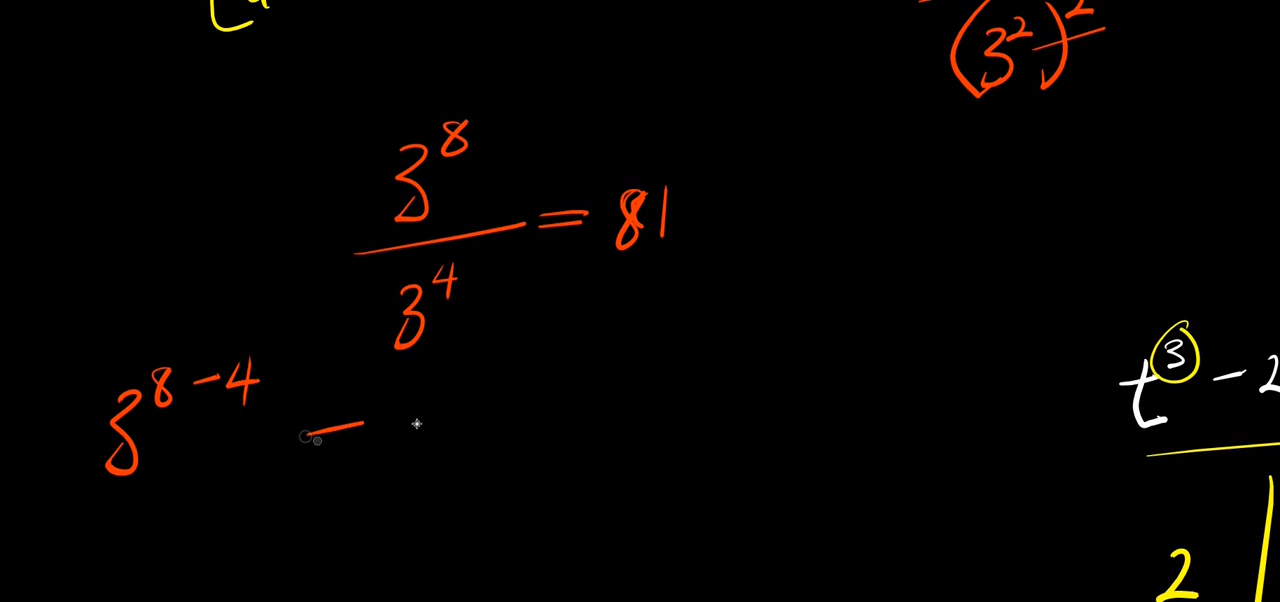 (3²)²
3⁸
/
3⁴ = 81
3⁸⁻⁴ -
t³ - 2
2